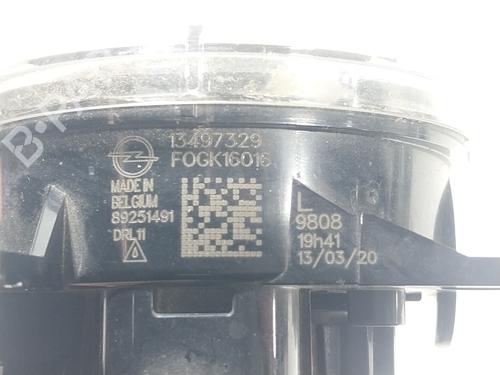 13497329
FOGK16016
MADE IN
BELGIUM
89251491
DRL11
L
9808
19h41
13/03/20